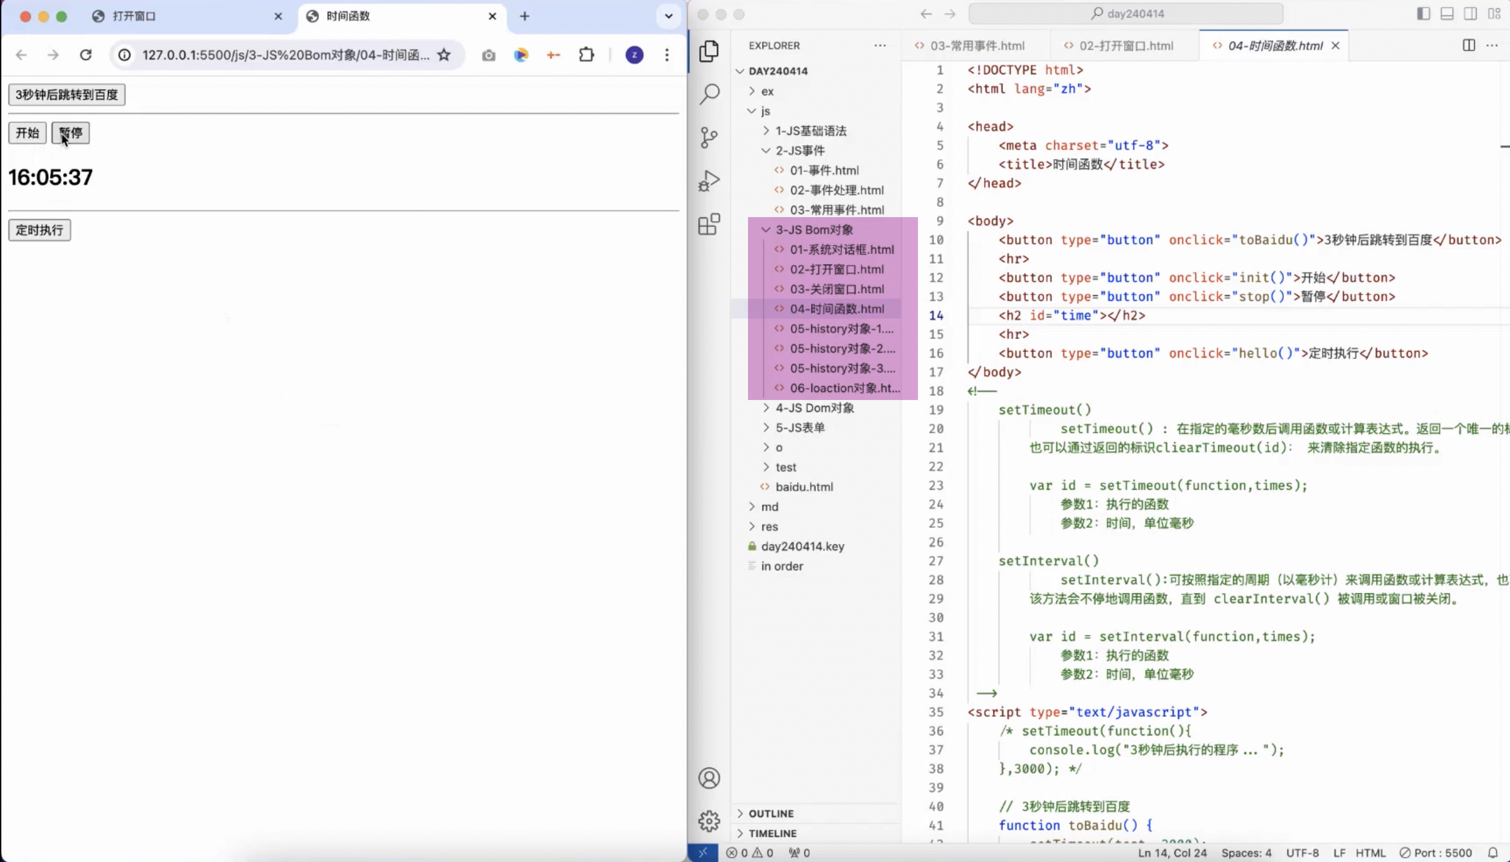 打开窗口
时间函数
127.0.0.1:5500/js/3-JS%20Bom对象/04-时间函...
Z
3秒钟后跳转到百度
开始
暂停
16:05:37
定时执行
day240414
EXPLORER
DAY240414
ex
js
1-JS基础语法
2-JS事件
01-事件.html
02-事件处理.html
03-常用事件.html
3-JS Bom对象
01-系统对话框.html
02-打开窗口.html
03-关闭窗口.html
04-时间函数.html
05-history对象-1....
05-history对象-2....
05-history对象-3....
06-loaction对象.ht...
4-JS Dom对象
5-JS表单
o
test
baidu.html
md
res
day240414.key
in order
OUTLINE
TIMELINE
03-常用事件.html
02-打开窗口.html
04-时间函数.html
1 <!DOCTYPE html>
2 <html lang="zh">
3
4 <head>
5 <meta charset="utf-8">
6 <title>时间函数</title>
7 </head>
8
9 <body>
10 <button type="button" onclick="toBaidu()">3秒钟后跳转到百度</button>
11 <hr>
12 <button type="button" onclick="init()">开始</button>
13 <button type="button" onclick="stop()">暂停</button>
14 <h2 id="time"></h2>
15 <hr>
16 <button type="button" onclick="hello()">定时执行</button>
17 </body>
18 <!--
19 setTimeout()
20 setTimeout() : 在指定的毫秒数后调用函数或计算表达式。返回一个唯一的
21 也可以通过返回的标识cliearTimeout(id): 来清除指定函数的执行。
22
23 var id = setTimeout(function,times);
24 参数1：执行的函数
25 参数2：时间，单位毫秒
26
27 setInterval()
28 setInterval():可按照指定的周期（以毫秒计）来调用函数或计算表达式，也
29 该方法会不停地调用函数，直到 clearInterval() 被调用或窗口被关闭。
30
31 var id = setInterval(function,times);
32 参数1：执行的函数
33 参数2：时间，单位毫秒
34 -->
35 <script type="text/javascript">
36 /* setTimeout(function(){
37 console.log("3秒钟后执行的程序...");
38 },3000); */
39
40 // 3秒钟后跳转到百度
41 function toBaidu() {
0 0 0
Ln 14, Col 24
Spaces: 4
UTF-8
LF
HTML
Port : 5500